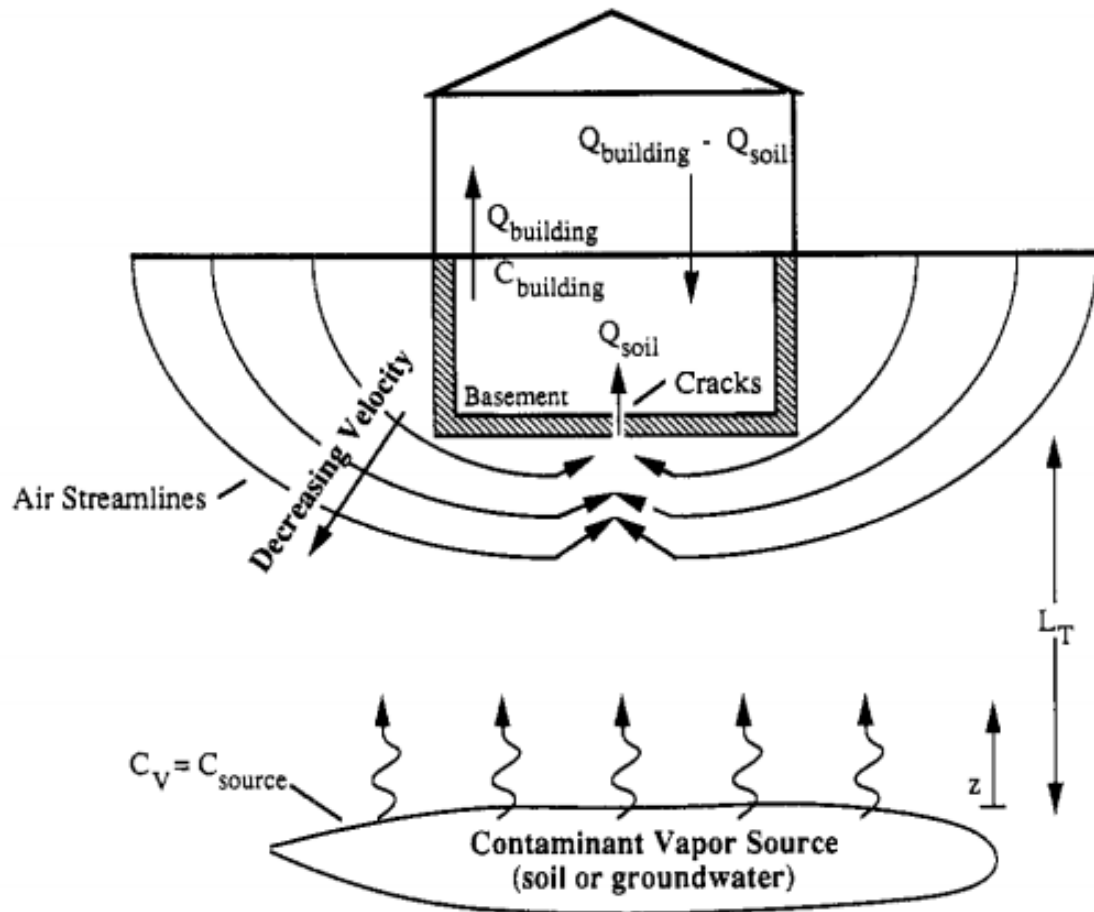 Q_building - Q_soil
Q_building
C_building
Q_soil
Cracks
Basement
Decreasing Velocity
Air Streamlines
L_T
C_V = C_source
z
Contaminant Vapor Source
(soil or groundwater)